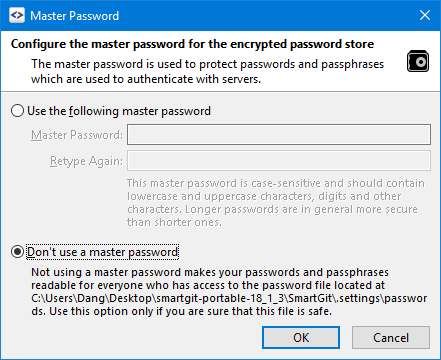 Master Password
Configure the master password for the encrypted password store
The master password is used to protect passwords and passphrases
which are used to authenticate with servers.
Use the following master password
Master Password:
Retype Again:
This master password is case-sensitive and should contain
lowercase and uppercase characters, digits and other
characters. Longer passwords are in general more secure
than shorter ones.
Don't use a master password
Not using a master password makes your passwords and passphrases
readable for everyone who has access to the password file located at
C:\Users\Dang\Desktop\smartgit-portable-18_1_3\SmartGit\.settings\passwor
ds. Use this option only if you are sure that this file is safe.
OK
Cancel